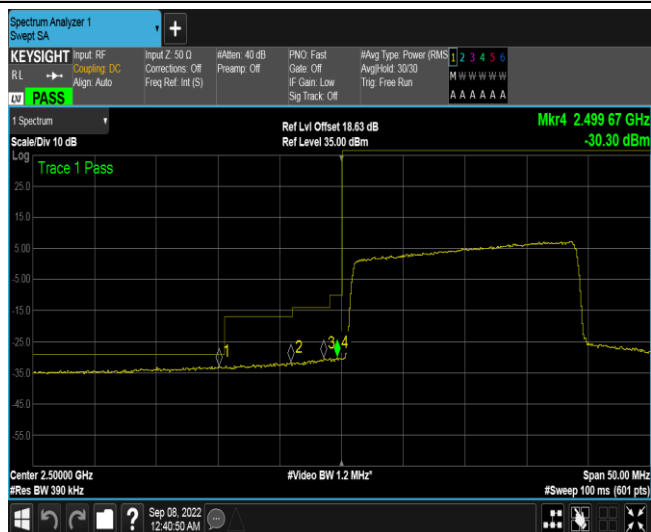 Spectrum Analyzer 1
Swept SA
KEYSIGHT
RL
LXI PASS
Input: RF
Coupling: DC
Align: Auto
Input Z: 50 Ω
Corrections: Off
Freq Ref: Int (S)
#Atten: 40 dB
Preamp: Off
PNO: Fast
Gate: Off
IF Gain: Low
Sig Track: Off
#Avg Type: Power (RMS
Avg|Hold: 30/30
Trig: Free Run
1 2 3 4 5 6
M W W W W W
A A A A A A
1 Spectrum
Scale/Div 10 dB
Ref Lvl Offset 18.63 dB
Ref Level 35.00 dBm
Mkr4 2.499 67 GHz
-30.30 dBm
Log
Trace 1 Pass
25.0
15.0
5.00
-5.00
-15.0
-25.0
-35.0
-45.0
-55.0
1
2
3
4
Center 2.50000 GHz
#Res BW 390 kHz
#Video BW 1.2 MHz*
Span 50.00 MHz
#Sweep 100 ms (601 pts)
?
Sep 08, 2022
12:40:50 AM